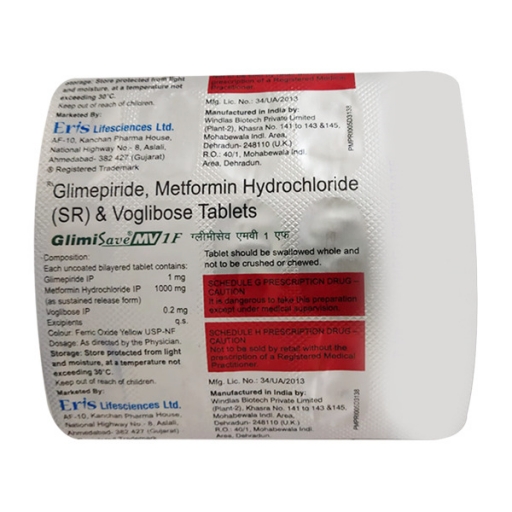 Storage: Store protected from light
and moisture, at a temperature not
exceeding 30°C.
Keep out of reach of children.
Marketed By:
Eris Lifesciences Ltd.
AF-10, Kanchan Pharma House,
National Highway No.- 8, Aslali,
Ahmedabad- 382 427 (Gujarat)
® Registered Trademark
prescription of a Registered Medical
Practitioner.
Mfg. Lic. No.: 34/UA/2013
Manufactured in India by:
Windlas Biotech Private Limited
(Plant-2), Khasra No. 141 to 143 &145,
Mohabewala Indl. Area,
Dehradun- 248110 (U.K.)
R.O.: 40/1, Mohabewala Indl.
Area, Dehradun.
Glimepiride, Metformin Hydrochloride
(SR) & Voglibose Tablets
GlimiSave® MV 1F ग्लीमीसेव एमवी 1 एफ
Composition:
Each uncoated bilayered tablet contains:
Glimepiride IP 1 mg
Metformin Hydrochloride IP 1000 mg
(as sustained release form)
Voglibose IP 0.2 mg
Excipients q.s.
Colour: Ferric Oxide Yellow USP-NF
Dosage: As directed by the Physician.
Storage: Store protected from light
and moisture, at a temperature not
exceeding 30°C.
Keep out of reach of children.
Marketed By:
Eris Lifesciences Ltd.
AF-10, Kanchan Pharma House,
National Highway No.- 8, Aslali,
Ahmedabad- 382 427 (Gujarat)
® Registered Trademark
Tablet should be swallowed whole and
not to be crushed or chewed.
SCHEDULE G PRESCRIPTION DRUG –
CAUTION
It is dangerous to take this preparation
except under medical supervision.
SCHEDULE H PRESCRIPTION DRUG –
CAUTION
Not to be sold by retail without the
prescription of a Registered Medical
Practitioner.
Mfg. Lic. No.: 34/UA/2013
Manufactured in India by:
Windlas Biotech Private Limited
(Plant-2), Khasra No. 141 to 143 &145,
Mohabewala Indl. Area,
Dehradun- 248110 (U.K.)
R.O.: 40/1, Mohabewala Indl.
Area, Dehradun.